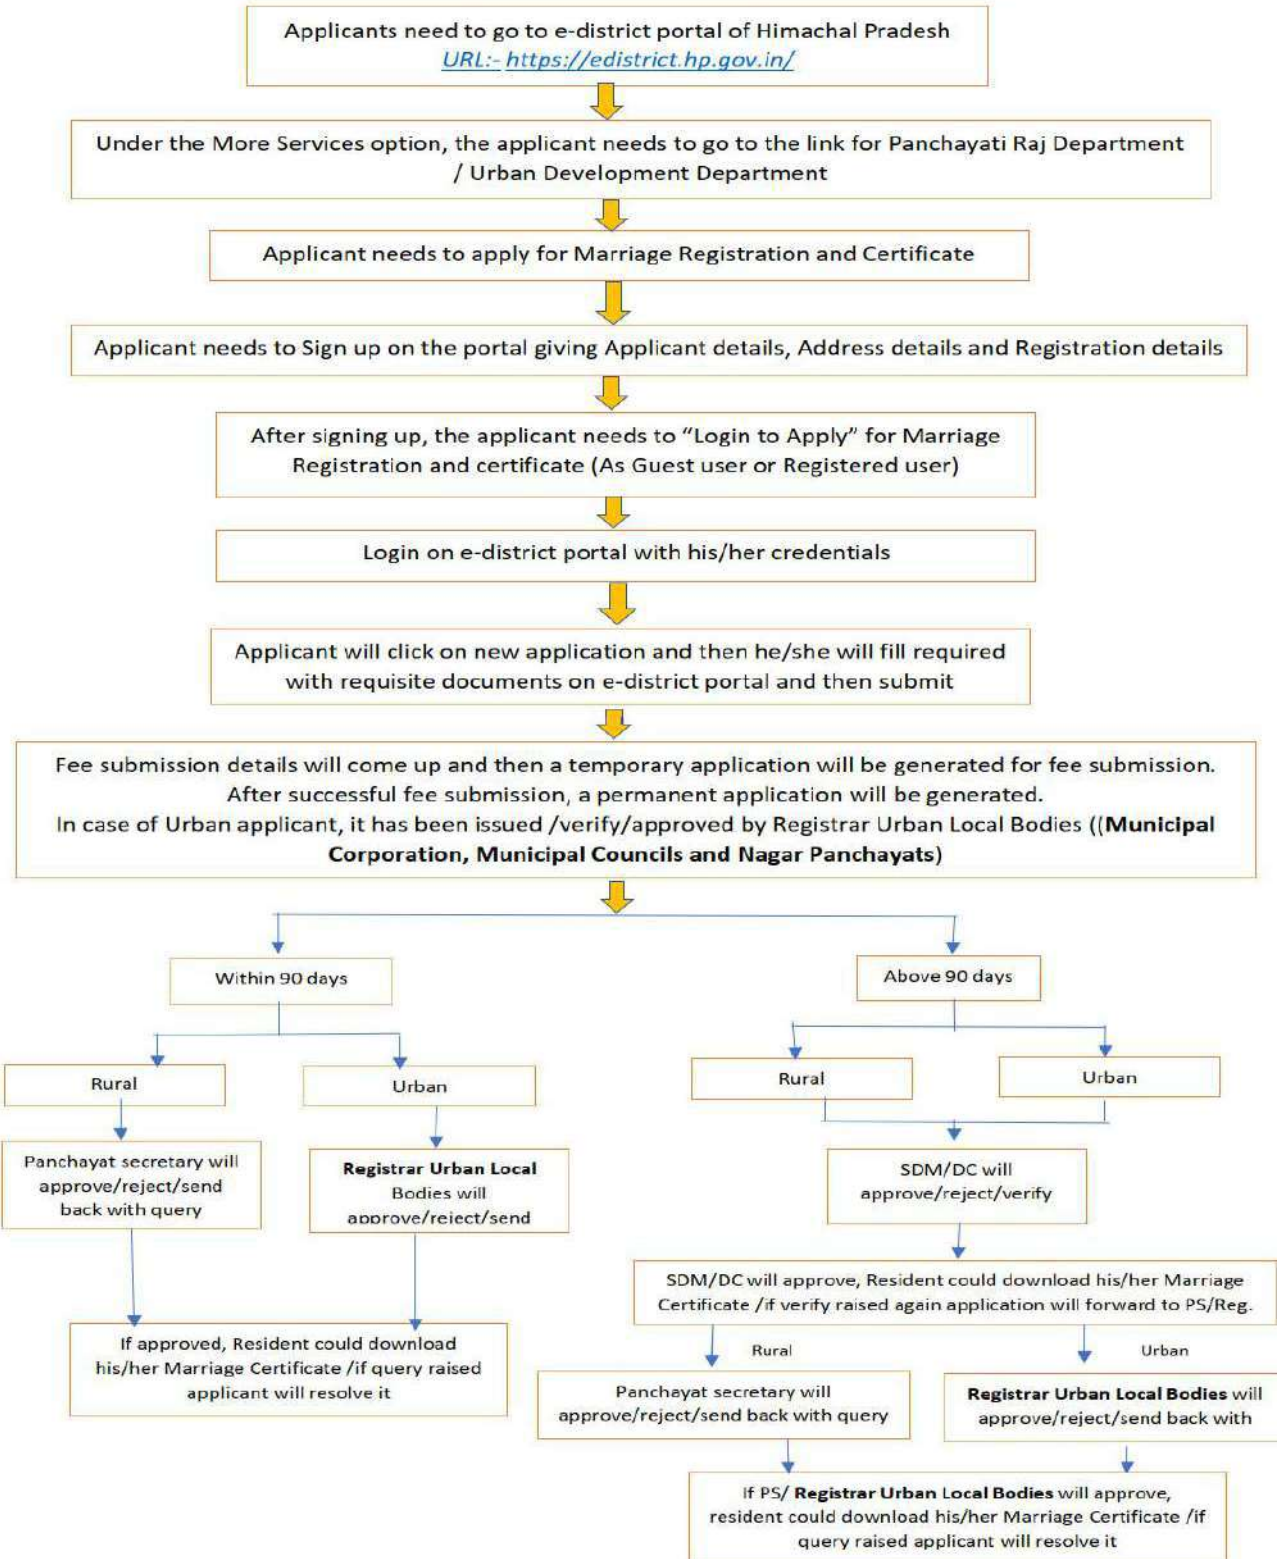 Applicants need to go to e-district portal of Himachal Pradesh
URL:- https://edistrict.hp.gov.in/
Under the More Services option, the applicant needs to go to the link for Panchayati Raj Department
/ Urban Development Department
Applicant needs to apply for Marriage Registration and Certificate
Applicant needs to Sign up on the portal giving Applicant details, Address details and Registration details
After signing up, the applicant needs to “Login to Apply” for Marriage
Registration and certificate (As Guest user or Registered user)
Login on e-district portal with his/her credentials
Applicant will click on new application and then he/she will fill required
with requisite documents on e-district portal and then submit
Fee submission details will come up and then a temporary application will be generated for fee submission.
After successful fee submission, a permanent application will be generated.
In case of Urban applicant, it has been issued /verify/approved by Registrar Urban Local Bodies ((Municipal
Corporation, Municipal Councils and Nagar Panchayats)
Within 90 days
Above 90 days
Rural
Urban
Rural
Urban
Panchayat secretary will
approve/reject/send
back with query
Registrar Urban Local
Bodies will
approve/reject/send
SDM/DC will
approve/reject/verify
SDM/DC will approve, Resident could download his/her Marriage
Certificate /if verify raised again application will forward to PS/Reg.
If approved, Resident could download
his/her Marriage Certificate /if query raised
applicant will resolve it
Rural
Urban
Panchayat secretary will
approve/reject/send back with query
Registrar Urban Local Bodies will
approve/reject/send back with
If PS/ Registrar Urban Local Bodies will approve,
resident could download his/her Marriage Certificate /if
query raised applicant will resolve it